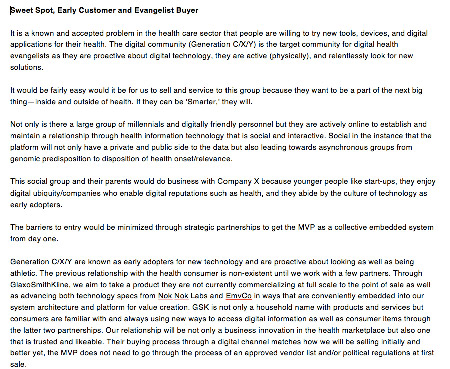 Sweet Spot, Early Customer and Evangelist Buyer
It is a known and accepted problem in the health care sector that people are willing to try new tools, devices, and digital
applications for their health. The digital community (Generation C/X/Y) is the target community for digital health
evangelists as they are proactive about digital technology, they are active (physically), and relentlessly look for new
solutions.
It would be fairly easy would it be for us to sell and service to this group because they want to be a part of the next big
thing—inside and outside of health. If they can be 'Smarter,' they will.
Not only is there a large group of millennials and digitally friendly personnel but they are actively online to establish and
maintain a relationship through health information technology that is social and interactive. Social in the instance that the
platform will not only have a private and public side to the data but also leading towards asynchronous groups from
genomic predisposition to disposition of health onset/relevance.
This social group and their parents would do business with Company X because younger people like start-ups, they enjoy
digital ubiquity/companies who enable digital reputations such as health, and they abide by the culture of technology as
early adopters.
The barriers to entry would be minimized through strategic partnerships to get the MVP as a collective embedded system
from day one.
Generation C/X/Y are known as early adopters for new technology and are proactive about looking as well as being
athletic. The previous relationship with the health consumer is non-existent until we work with a few partners. Through
GlaxoSmithKline, we aim to take a product they are not currently commercializing at full scale to the point of sale as well
as advancing both technology specs from Nok Nok Labs and EmvCo in ways that are conveniently embedded into our
system architecture and platform for value creation. GSK is not only a household name with products and services but
consumers are familiar with and always using new ways to access digital information as well as consumer items through
the latter two partnerships. Our relationship will be not only a business innovation in the health marketplace but also one
that is trusted and likeable. Their buying process through a digital channel matches how we will be selling initially and
better yet, the MVP does not need to go through the process of an approved vendor list and/or political regulations at first
sale.